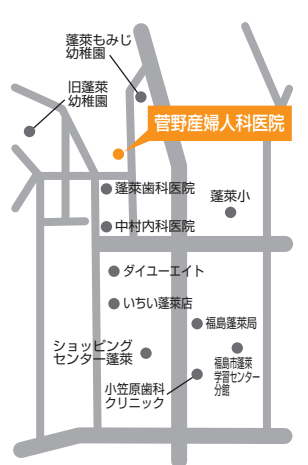 蓬萊もみじ
幼稚園
旧蓬萊
幼稚園
菅野産婦人科医院
蓬萊歯科医院
蓬萊小
中村内科医院
ダイユーエイト
いちい蓬萊店
福島蓬萊局
ショッピング
センター蓬萊
福島市蓬萊
学習センター
分館
小笠原歯科
クリニック